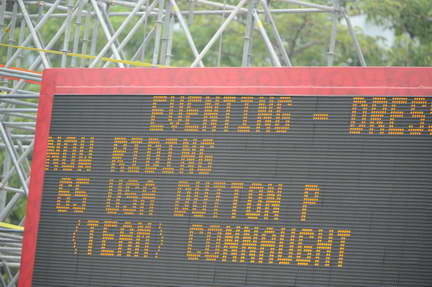 EVENTING - DRES
NOW RIDING
65 USA DUTTON P
(TEAM) CONNAUGHT